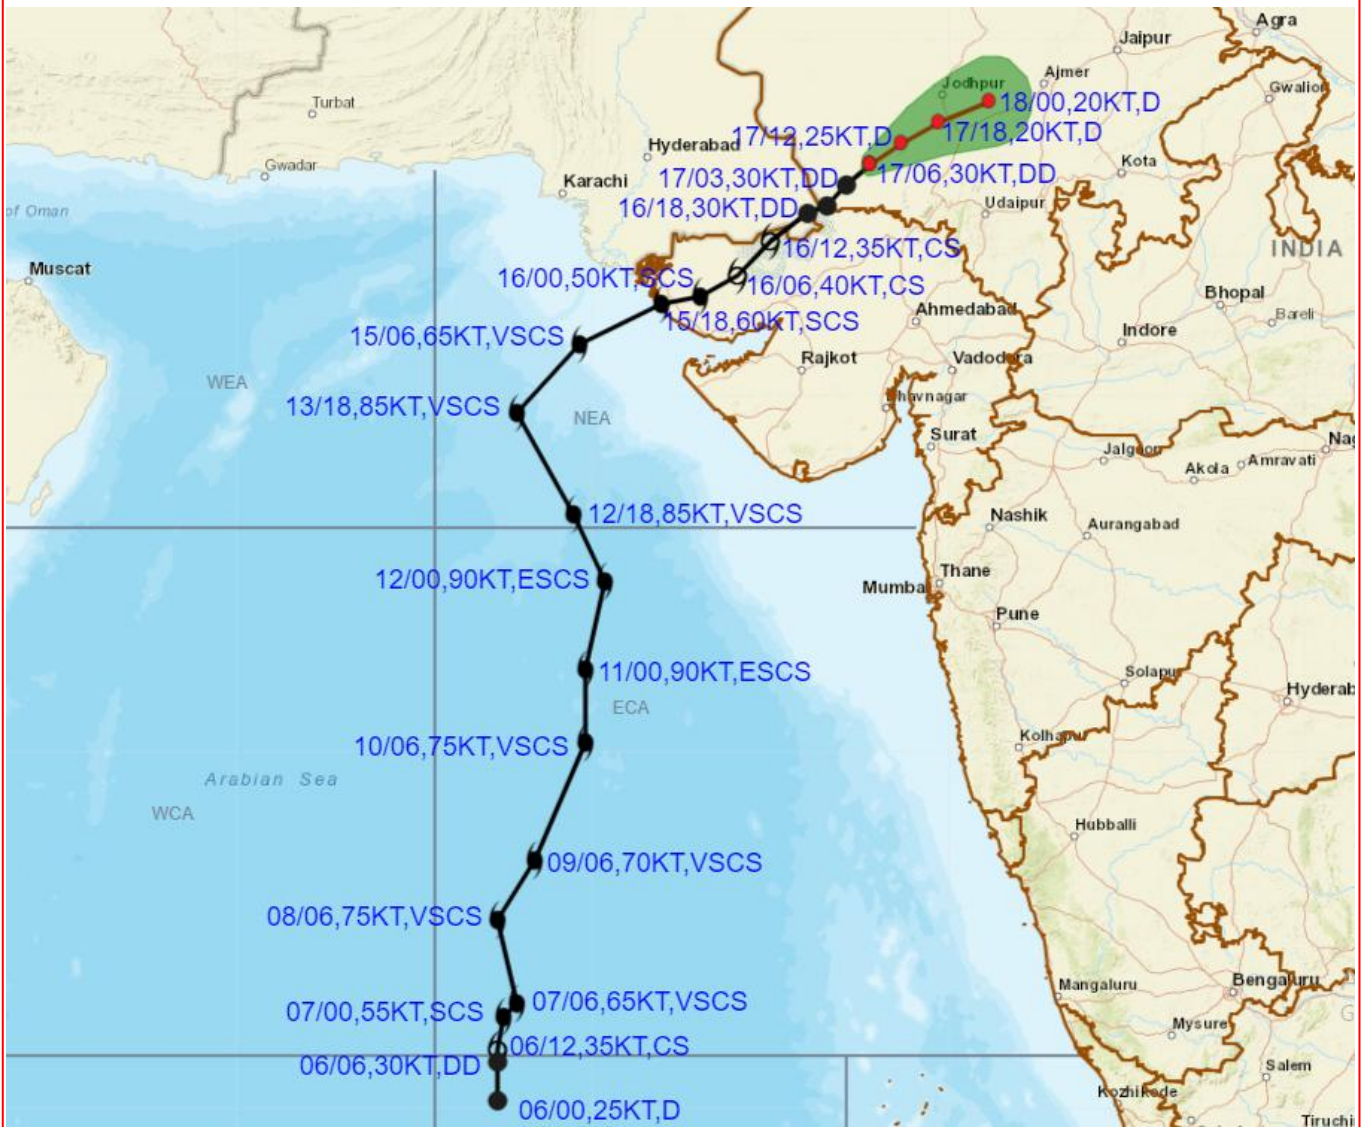 Agra
Jaipur
Jodhpur
Ajmer
Gwalior
Turbat
18/00,20KT,D
17/12,25KT,D
17/18,20KT,D
Hyderabad
Kota
Gwadar
17/03,30KT,DD
17/06,30KT,DD
Karachi
of Oman
16/18,30KT,DD
Udaipur
16/12,35KT,CS
INDIA
Muscat
16/00,50KT,SCS
16/06,40KT,CS
Bhopal
Ahmedabad
Bareli
15/18,60KT,SCS
15/06,65KT,VSCS
Indore
Rajkot
Vadodara
WEA
13/18,85KT,VSCS
NEA
Bhavnagar
Surat
Nag
Jalgaon
Akola
Amravati
12/18,85KT,VSCS
Nashik
Aurangabad
12/00,90KT,ESCS
Thane
Mumbai
Pune
11/00,90KT,ESCS
Solapur
Hyderab
ECA
10/06,75KT,VSCS
Kolhapur
Arabian Sea
WCA
Hubballi
09/06,70KT,VSCS
08/06,75KT,VSCS
Bengaluru
Mangaluru
07/06,65KT,VSCS
07/00,55KT,SCS
G
Mysuru
06/12,35KT,CS
06/06,30KT,DD
Salem
Kozhikode
06/00,25KT,D
Tiruchi